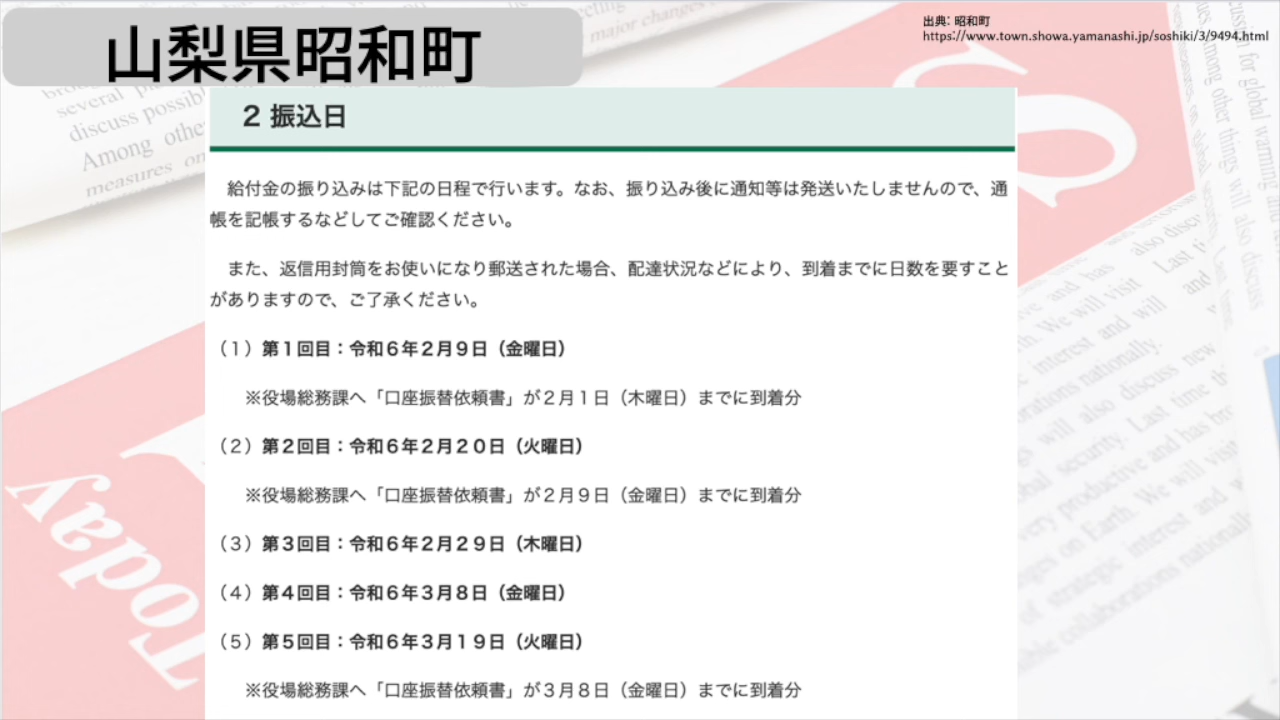 山梨県昭和町
出典: 昭和町
https://www.town.showa.yamanashi.jp/soshiki/3/9494.html
2 振込日
給付金の振り込みは下記の日程で行います。なお、振り込み後に通知等は発送いたしませんので、通
帳を記帳するなどしてご確認ください。
また、返信用封筒をお使いになり郵送された場合、配達状況などにより、到着までに日数を要すこと
がありますので、ご了承ください。
（１）第１回目：令和６年２月９日（金曜日）
※役場総務課へ「口座振替依頼書」が２月１日（木曜日）までに到着分
（２）第２回目：令和６年２月２０日（火曜日）
※役場総務課へ「口座振替依頼書」が２月９日（金曜日）までに到着分
（３）第３回目：令和６年２月２９日（木曜日）
（４）第４回目：令和６年３月８日（金曜日）
（５）第５回目：令和６年３月１９日（火曜日）
※役場総務課へ「口座振替依頼書」が３月８日（金曜日）までに到着分
several
discuss possibl
Among othe
measures on
major changes
Today